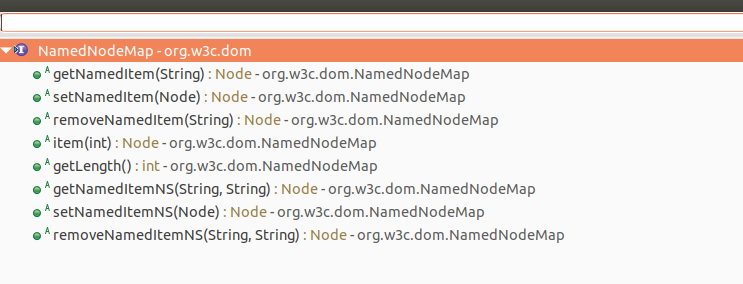 NamedNodeMap - org.w3c.dom
getNamedItem(String) : Node - org.w3c.dom.NamedNodeMap
setNamedItem(Node) : Node - org.w3c.dom.NamedNodeMap
removeNamedItem(String) : Node - org.w3c.dom.NamedNodeMap
item(int) : Node - org.w3c.dom.NamedNodeMap
getLength() : int - org.w3c.dom.NamedNodeMap
getNamedItemNS(String, String) : Node - org.w3c.dom.NamedNodeMap
setNamedItemNS(Node) : Node - org.w3c.dom.NamedNodeMap
removeNamedItemNS(String, String) : Node - org.w3c.dom.NamedNodeMap